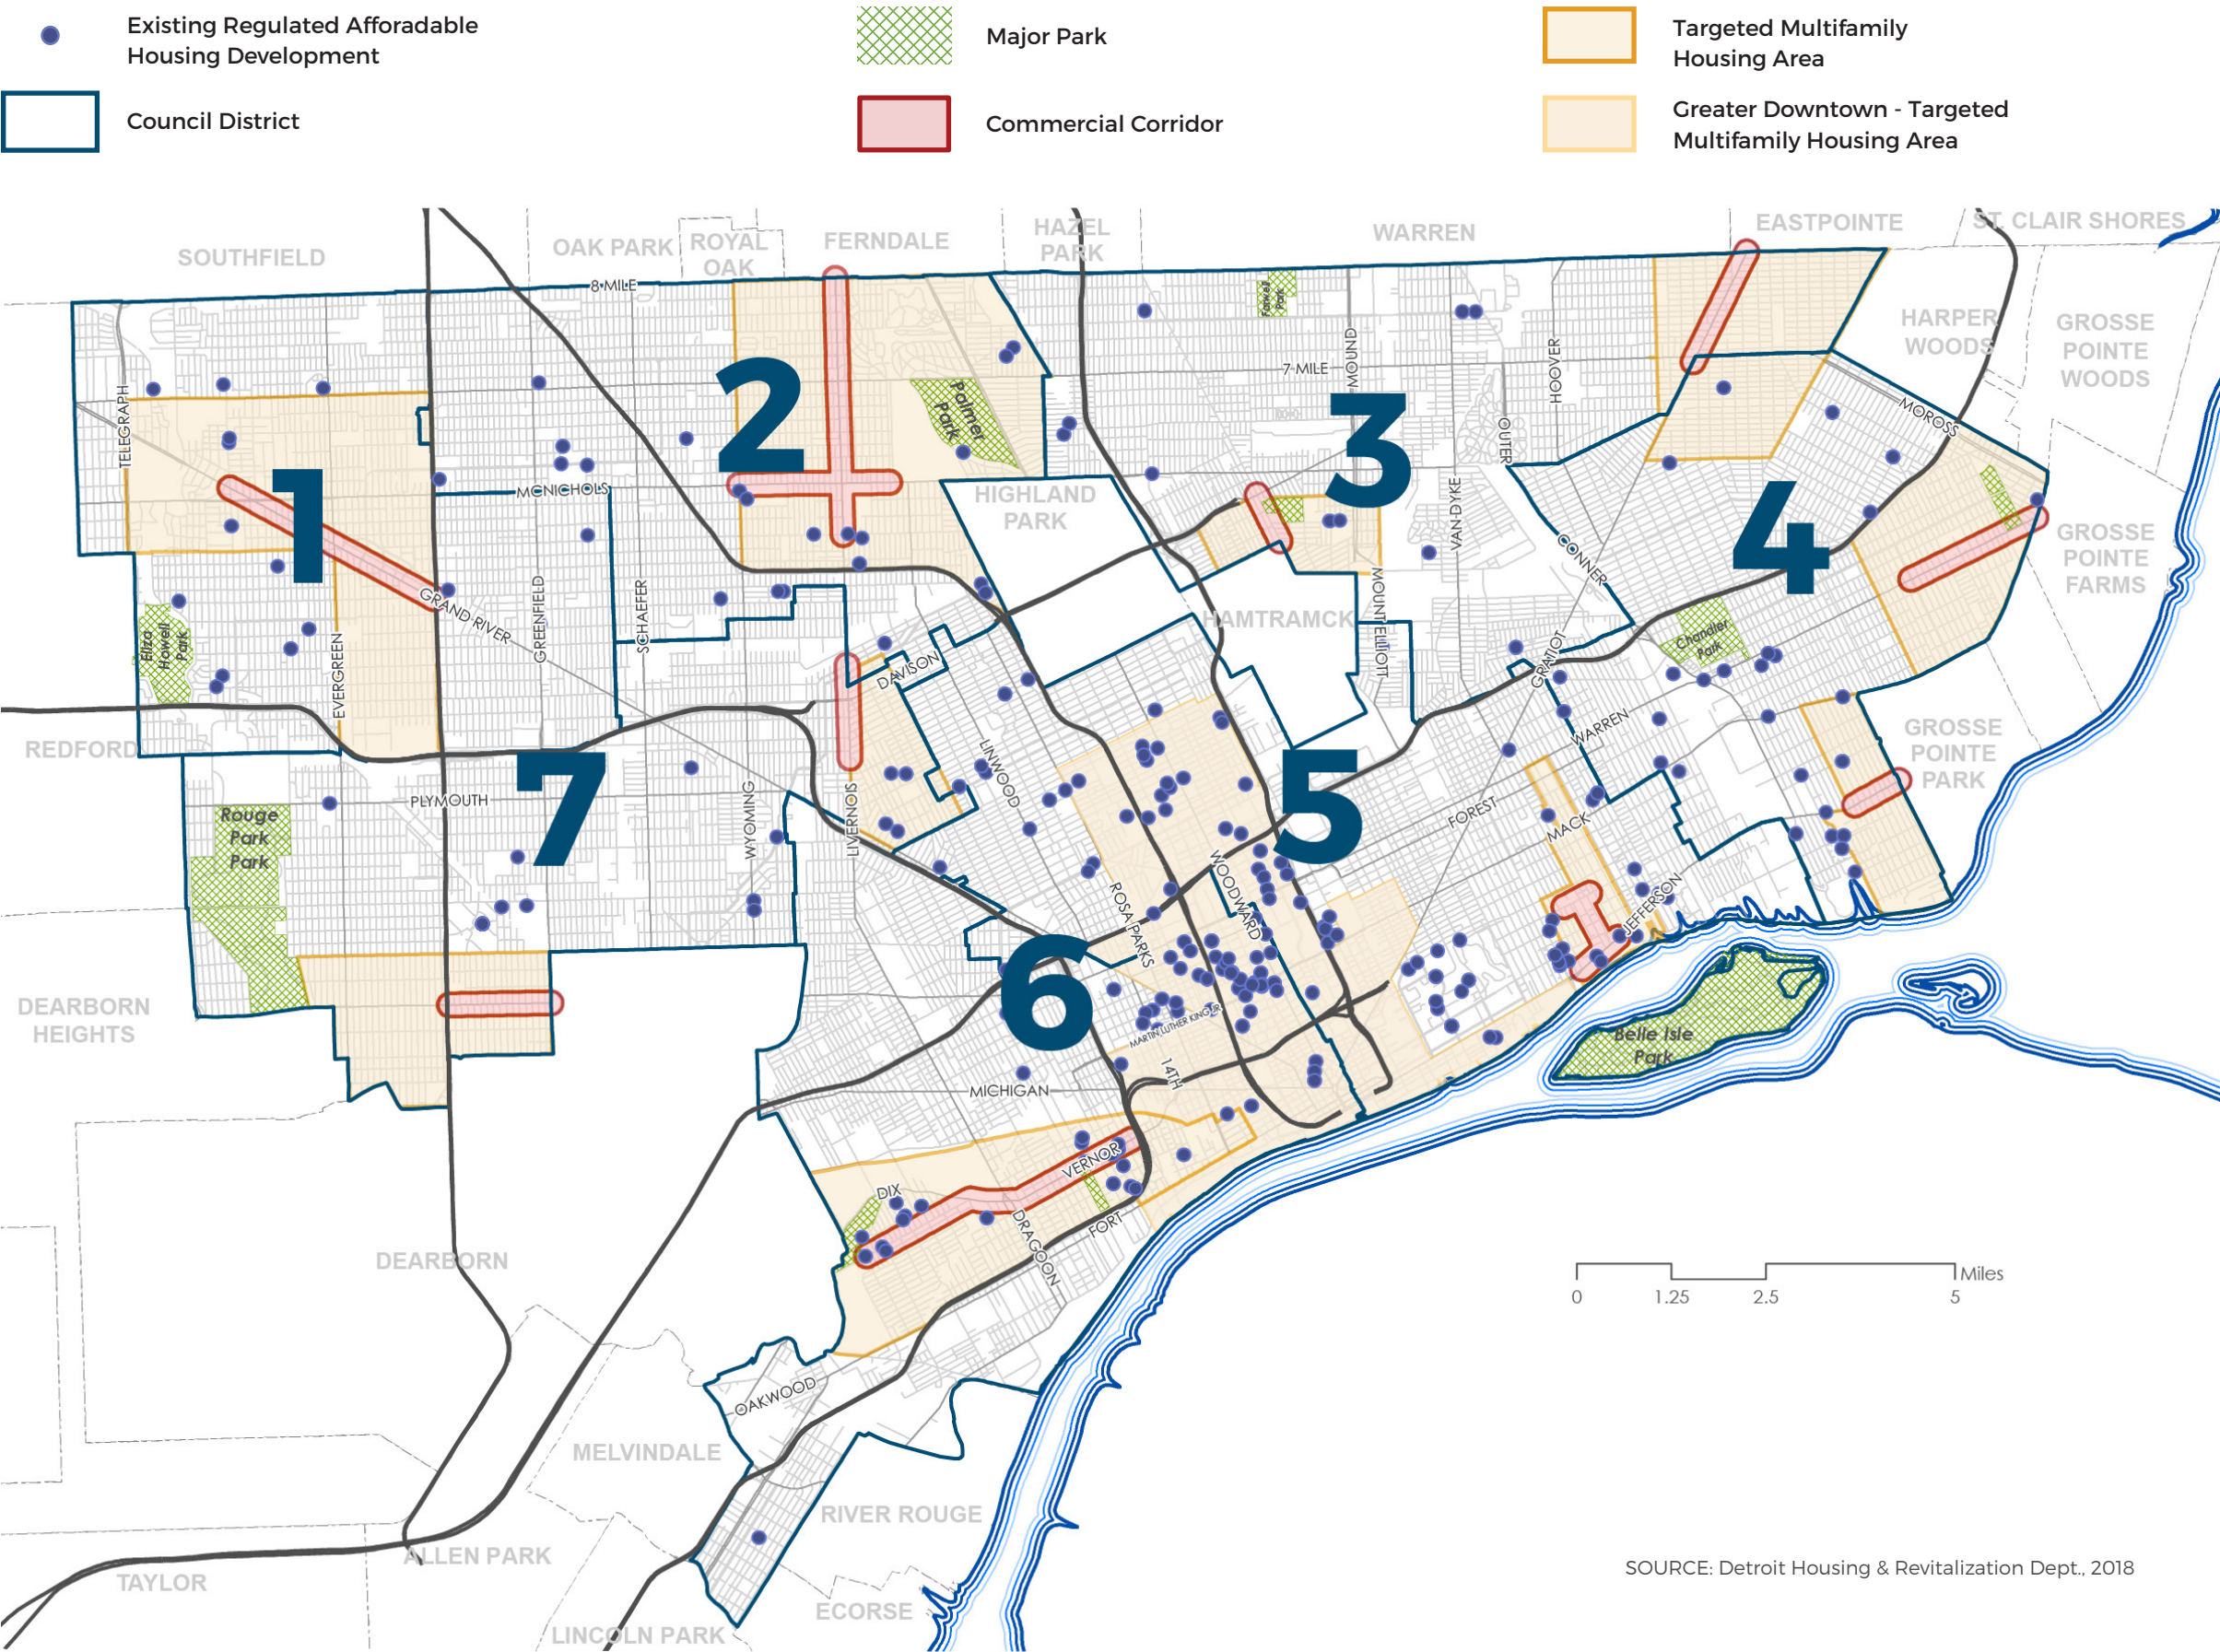 Existing Regulated Afforadable
Housing Development
Major Park
Targeted Multifamily
Housing Area
Council District
Commercial Corridor
Greater Downtown - Targeted
Multifamily Housing Area
SOUTHFIELD
OAK PARK
ROYAL
OAK
FERNDALE
HAZEL
PARK
WARREN
EASTPOINTE
ST. CLAIR SHORES
8 MILE
Farwell
Park
HARPER
WOODS
GROSSE
POINTE
WOODS
7 MILE
MOUND
HOOVER
TELEGRAPH
2
Palmer
Park
3
OUTER
MOROSS
1
MCNICHOLS
HIGHLAND
PARK
VAN DYKE
4
CONNER
GROSSE
POINTE
FARMS
GRAND RIVER
GREENFIELD
SCHAEFER
HAMTRAMCK
MOUNT ELLIOTT
GRATIOT
Chandler
Park
Eliza
Howell
Park
EVERGREEN
DAVISON
REDFORD
LINWOOD
WARREN
GROSSE
POINTE
PARK
7
PLYMOUTH
WYOMING
LIVERNOIS
5
FOREST
MACK
Rouge
Park
Park
WOODWARD
ROSA PARKS
JEFFERSON
6
DEARBORN
HEIGHTS
MARTIN LUTHER KING JR
Belle Isle
Park
MICHIGAN
14TH
VERNOR
DIX
DRAGOON
FORT
DEARBORN
Miles
0
1.25
2.5
5
OAKWOOD
MELVINDALE
RIVER ROUGE
ALLEN PARK
TAYLOR
SOURCE: Detroit Housing & Revitalization Dept., 2018
ECORSE
LINCOLN PARK